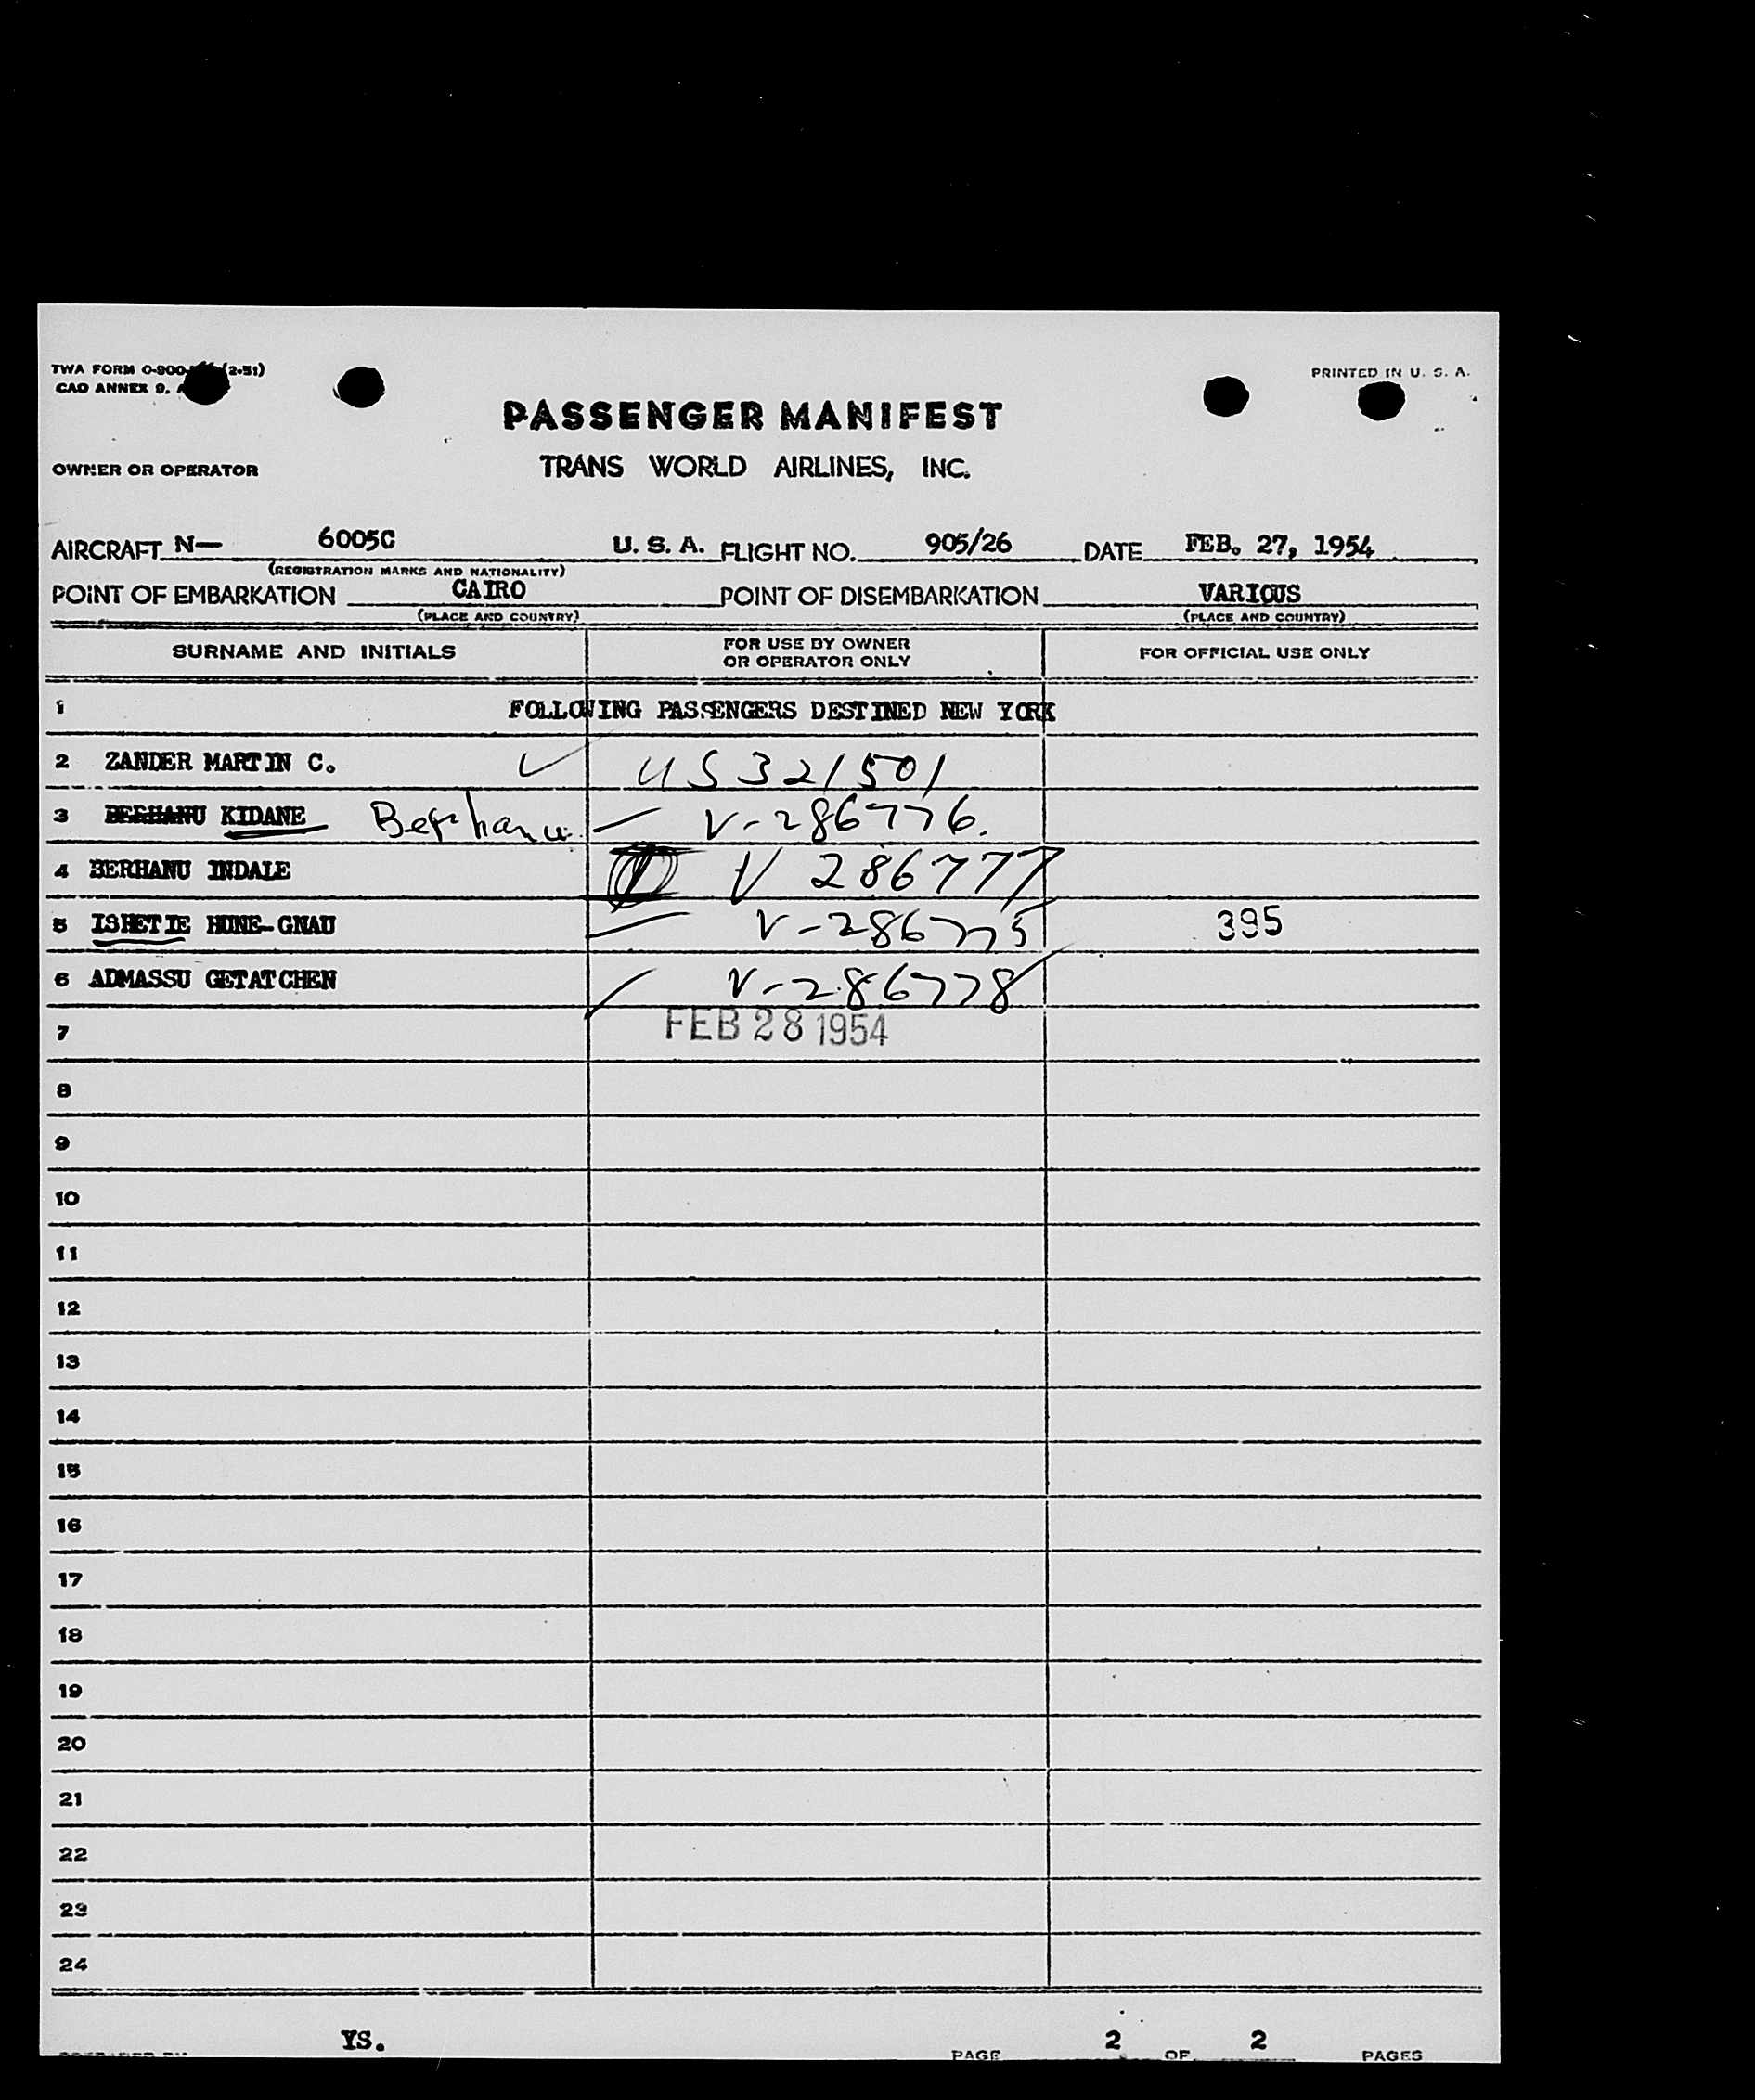 TWA FORM O-900 (2-51)
CAO ANNEX 9.
PRINTED IN U. S. A.
PASSENGER MANIFEST
OWNER OR OPERATOR TRANS WORLD AIRLINES, INC.
AIRCRAFT N— 6005C U. S. A. FLIGHT NO. 905/26 DATE FEB. 27, 1954
(REGISTRATION MARKS AND NATIONALITY)
POINT OF EMBARKATION CAIRO POINT OF DISEMBARKATION VARIOUS
(PLACE AND COUNTRY) (PLACE AND COUNTRY)
SURNAME AND INITIALS FOR USE BY OWNER OR OPERATOR ONLY FOR OFFICIAL USE ONLY
1 FOLLOWING PASSENGERS DESTINED NEW YORK
2 ZANDER MARTIN C. US 321501
3 BERHANU KIDANE Berhanu — V-286776.
4 BERHANU INDALE V 286777
5 ISHETIE HUNE-GNAU V-286775 395
6 ADMASSU GETATCHEN V-286778
7 FEB 28 1954
8
9
10
11
12
13
14
15
16
17
18
19
20
21
22
23
24
YS. PAGE 2 OF 2 PAGES